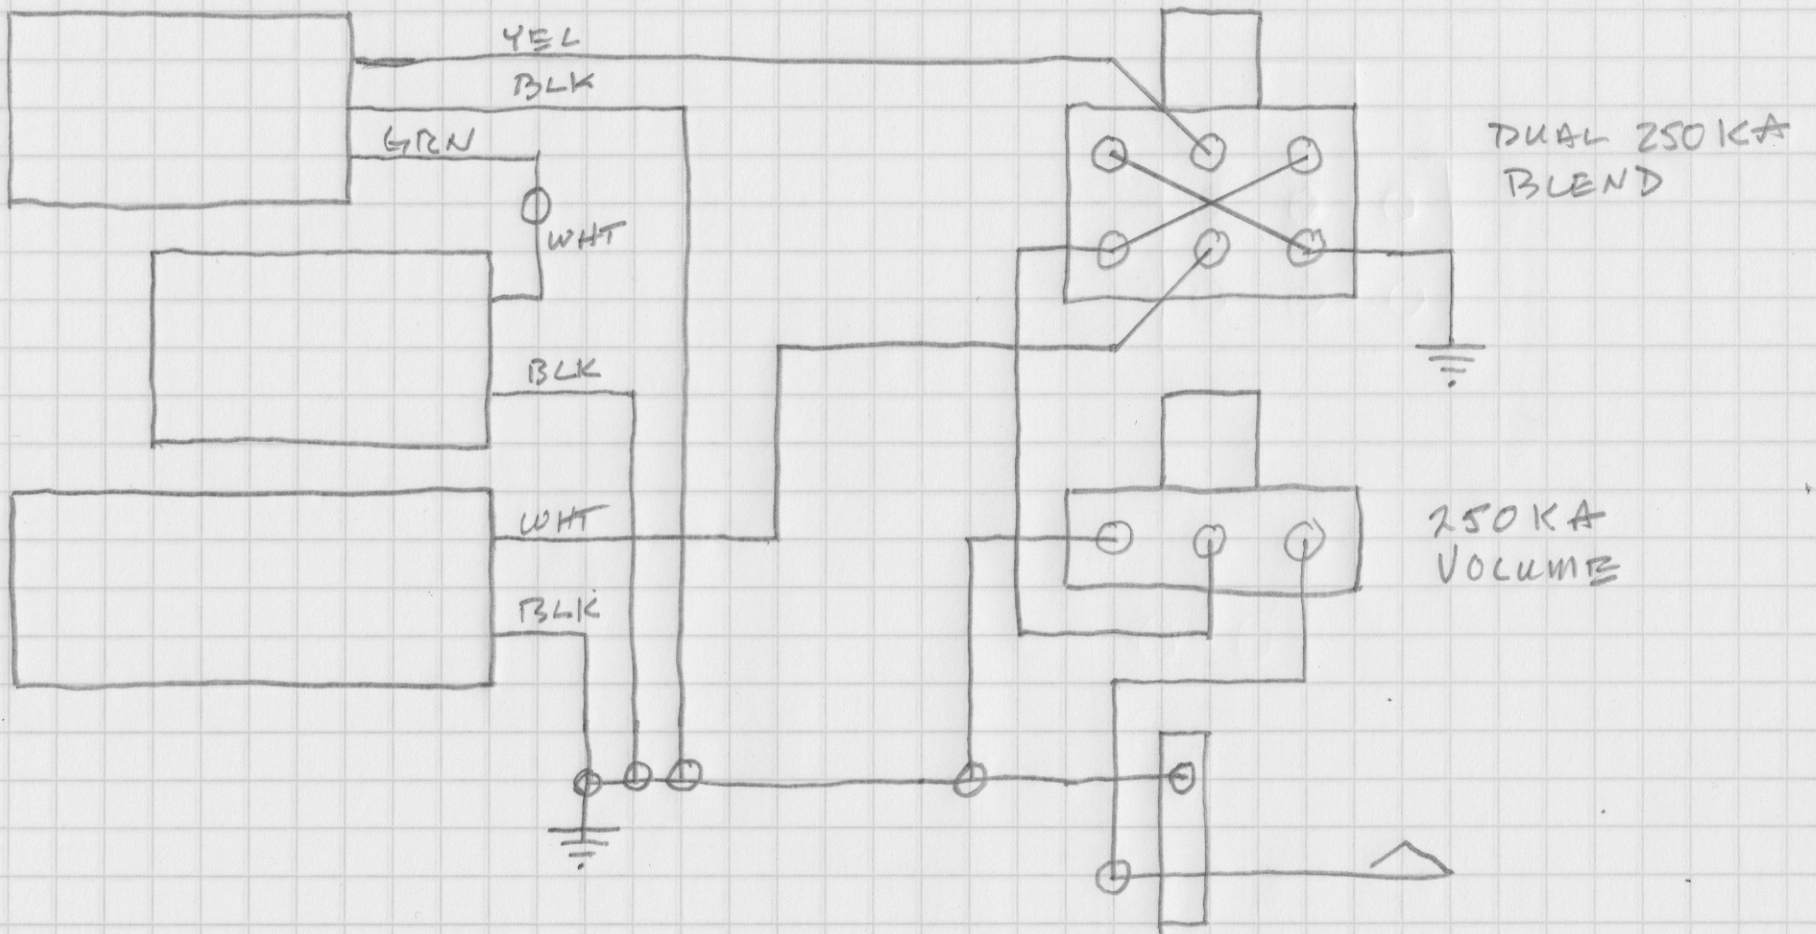 YEL
BLK
GRN
WHT
BLK
WHT
BLK
DUAL 250KA
BLEND
250KA
VOLUME